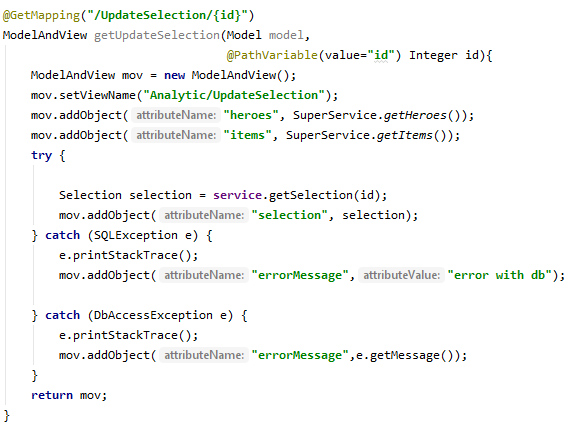 @GetMapping("/UpdateSelection/{id}")
ModelAndView getUpdateSelection(Model model,
@PathVariable(value="id") Integer id){
ModelAndView mov = new ModelAndView();
mov.setViewName("Analytic/UpdateSelection");
mov.addObject( attributeName: "heroes", SuperService.getHeroes());
mov.addObject( attributeName: "items", SuperService.getItems());
try {
Selection selection = service.getSelection(id);
mov.addObject( attributeName: "selection", selection);
} catch (SQLException e) {
e.printStackTrace();
mov.addObject( attributeName: "errorMessage", attributeValue: "error with db");
} catch (DbAccessException e) {
e.printStackTrace();
mov.addObject( attributeName: "errorMessage",e.getMessage());
}
return mov;
}